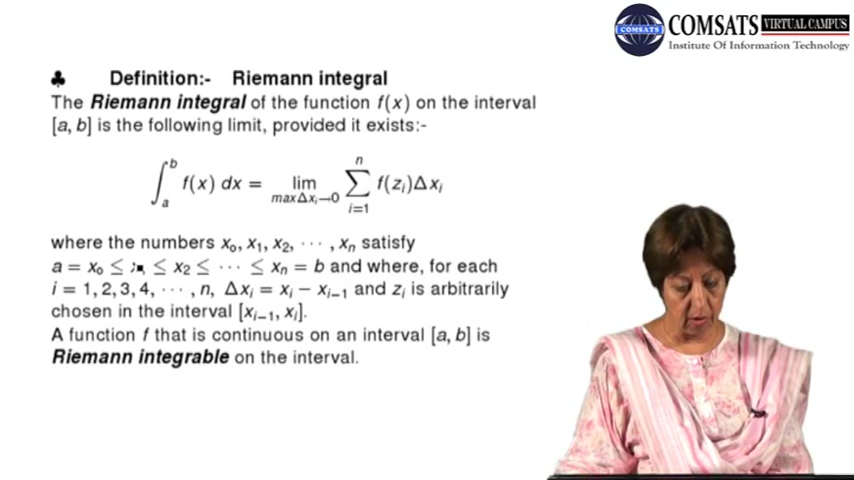 COMSATS VIRTUAL CAMPUS
COMSATS
Institute Of Information Technology
♣ Definition:- Riemann integral
The Riemann integral of the function f(x) on the interval
[a, b] is the following limit, provided it exists:-
∫_a^b f(x) dx = lim_{max Δx_i→0} ∑_{i=1}^n f(z_i)Δx_i
where the numbers x_o, x_1, x_2, ⋯ , x_n satisfy
a = x_o ≤ ≤ x_2 ≤ ⋯ ≤ x_n = b and where, for each
i = 1, 2, 3, 4, ⋯ , n, Δx_i = x_i − x_{i−1} and z_i is arbitrarily
chosen in the interval [x_{i−1}, x_i].
A function f that is continuous on an interval [a, b] is
Riemann integrable on the interval.